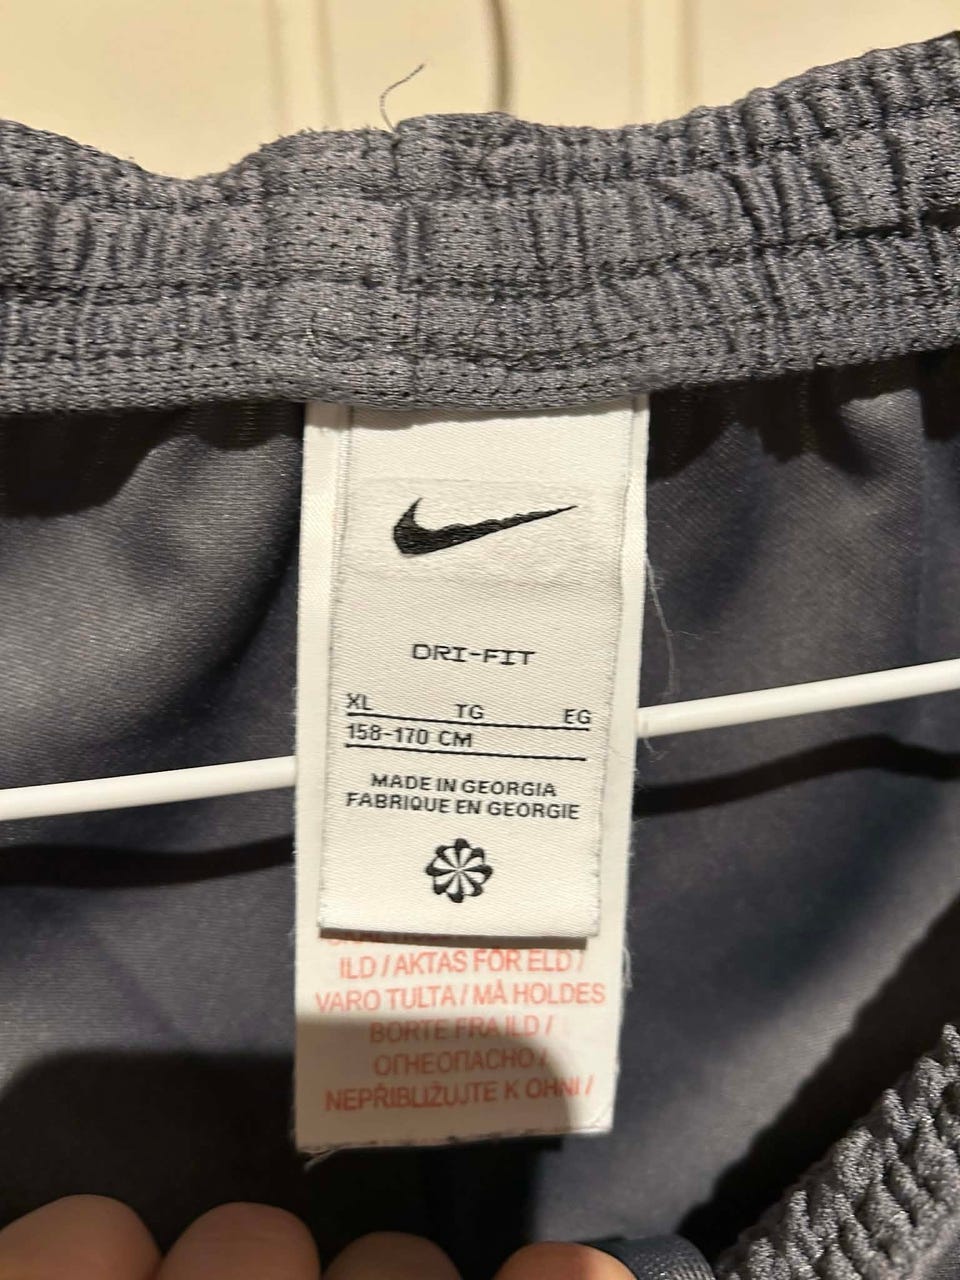 DRI-FIT
XL TG EG
158-170 CM
MADE IN GEORGIA
FABRIQUE EN GEORGIE
ILD / AKTAS FÖR ELD /
VARO TULTA / MÅ HOLDES
BORTE FRA ILD /
ОГНЕОПАСНО /
NEPŘIBLIŽUJTE K OHNI /